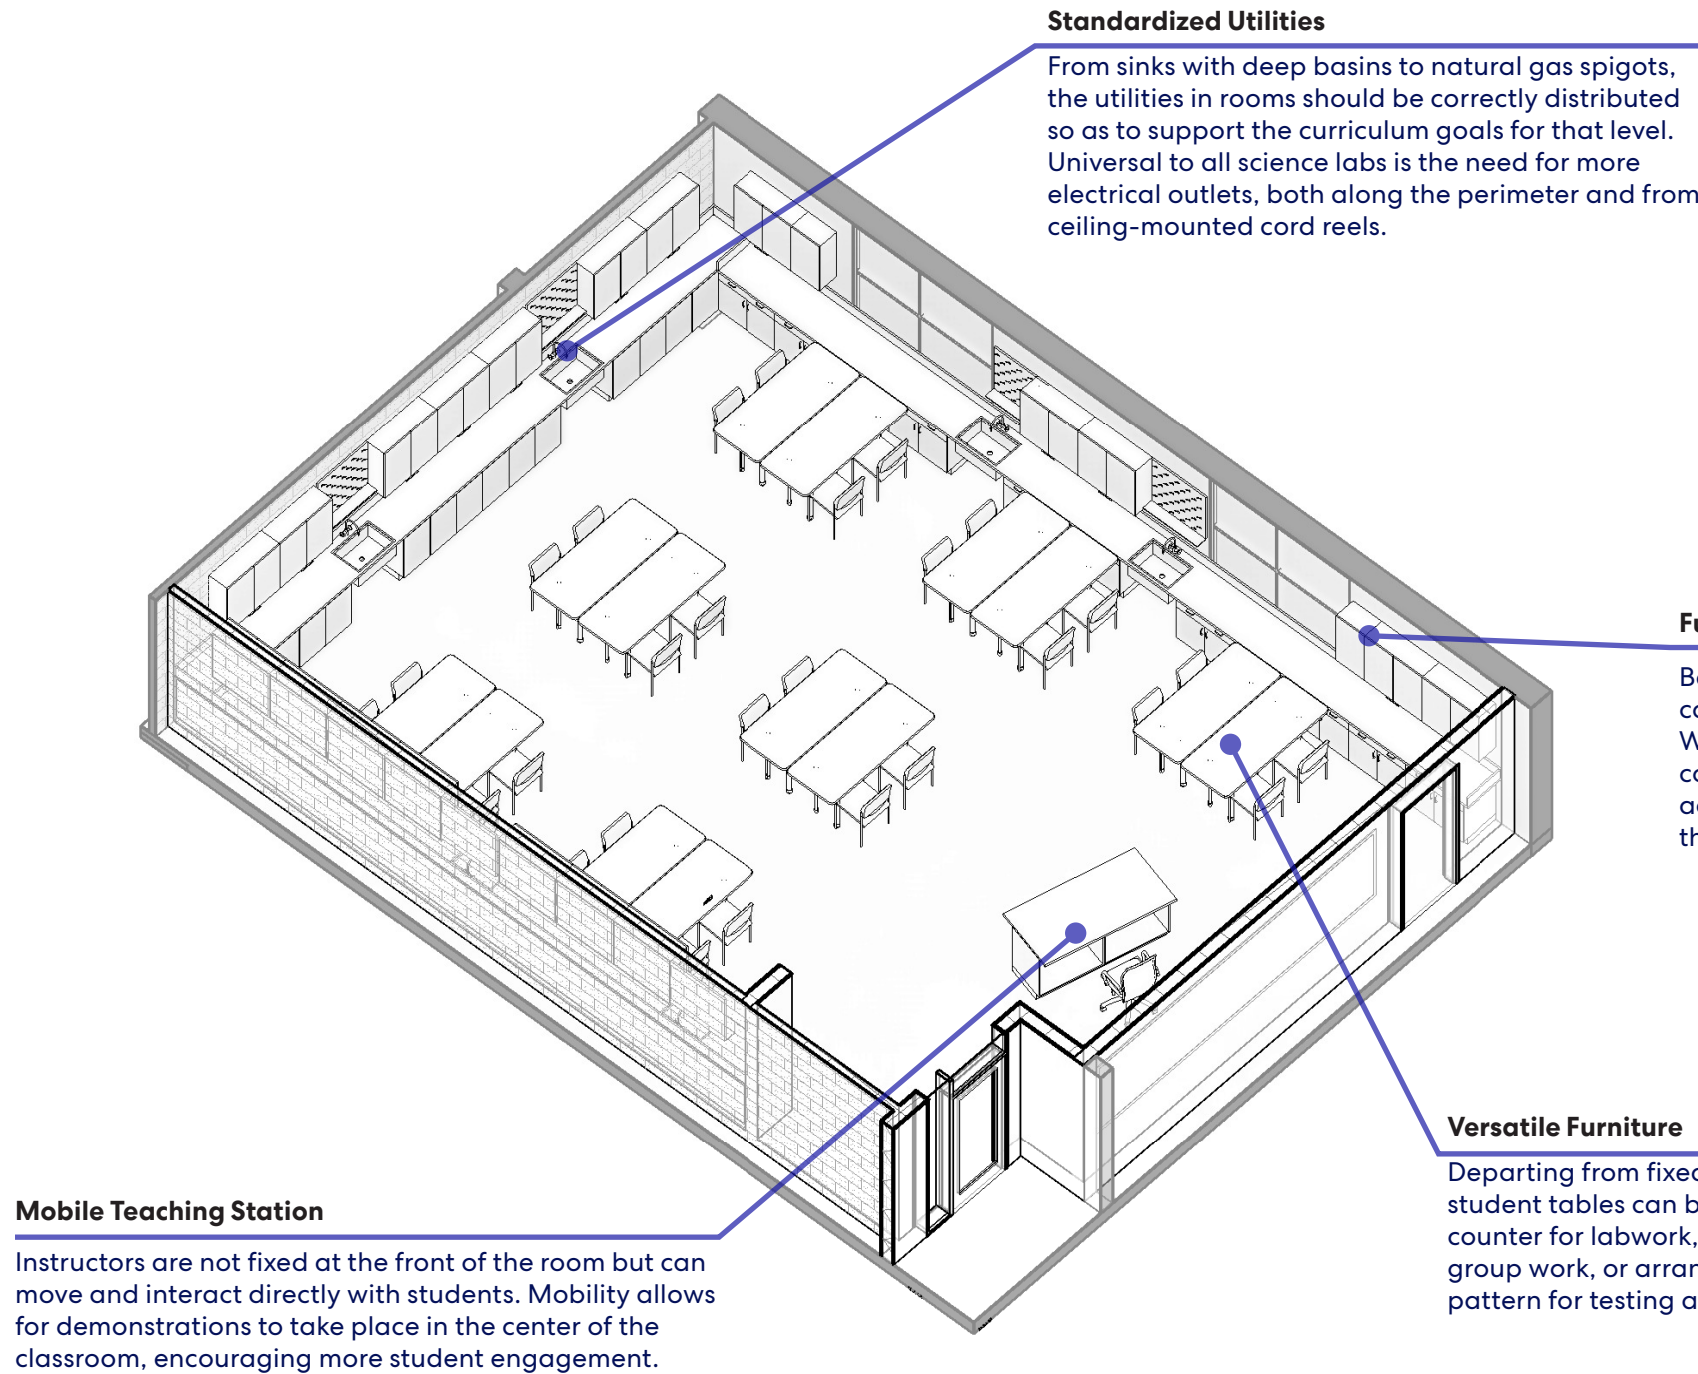 Standardized Utilities
From sinks with deep basins to natural gas spigots,
the utilities in rooms should be correctly distributed
so as to support the curriculum goals for that level.
Universal to all science labs is the need for more
electrical outlets, both along the perimeter and from
ceiling-mounted cord reels.
Versatile Furniture
Departing from fixed
student tables can b
counter for labwork,
group work, or arran
pattern for testing a
Mobile Teaching Station
Instructors are not fixed at the front of the room but can
move and interact directly with students. Mobility allows
for demonstrations to take place in the center of the
classroom, encouraging more student engagement.